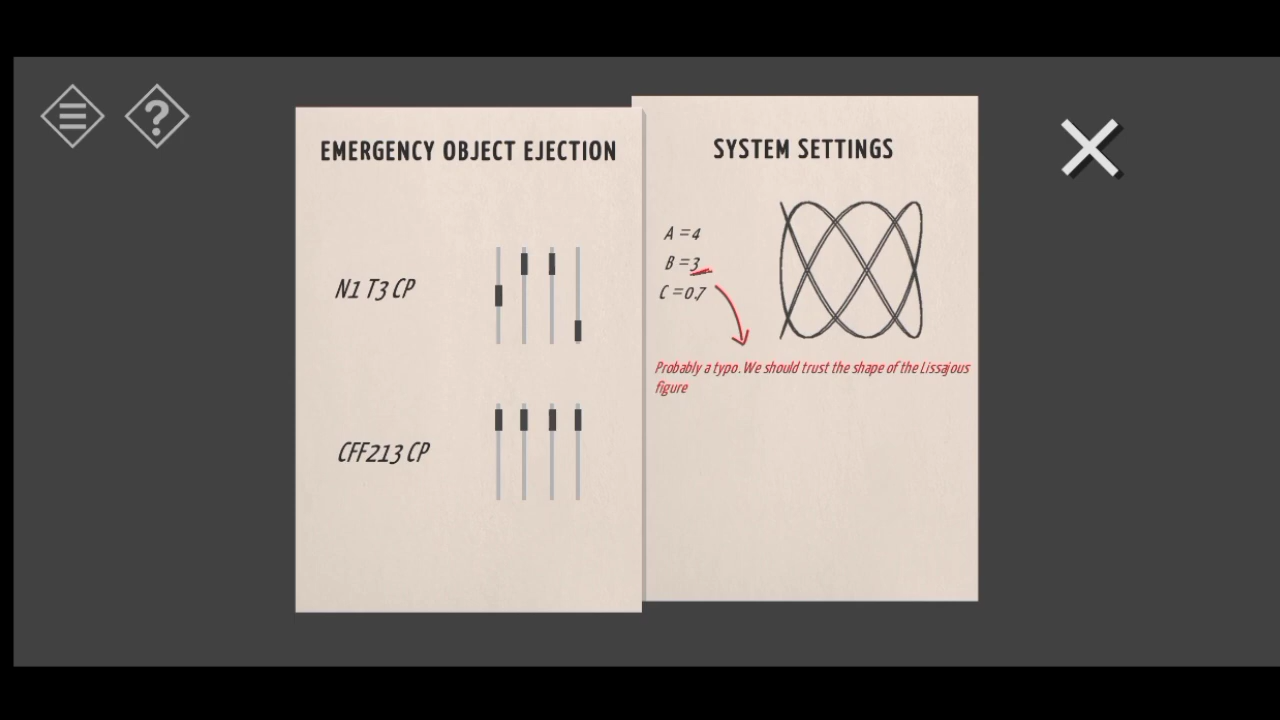 EMERGENCY OBJECT EJECTION
N1 T3 CP
CFF213 CP
SYSTEM SETTINGS
A =4
B =3
C =0.7
Probably a typo. We should trust the shape of the Lissajous
figure